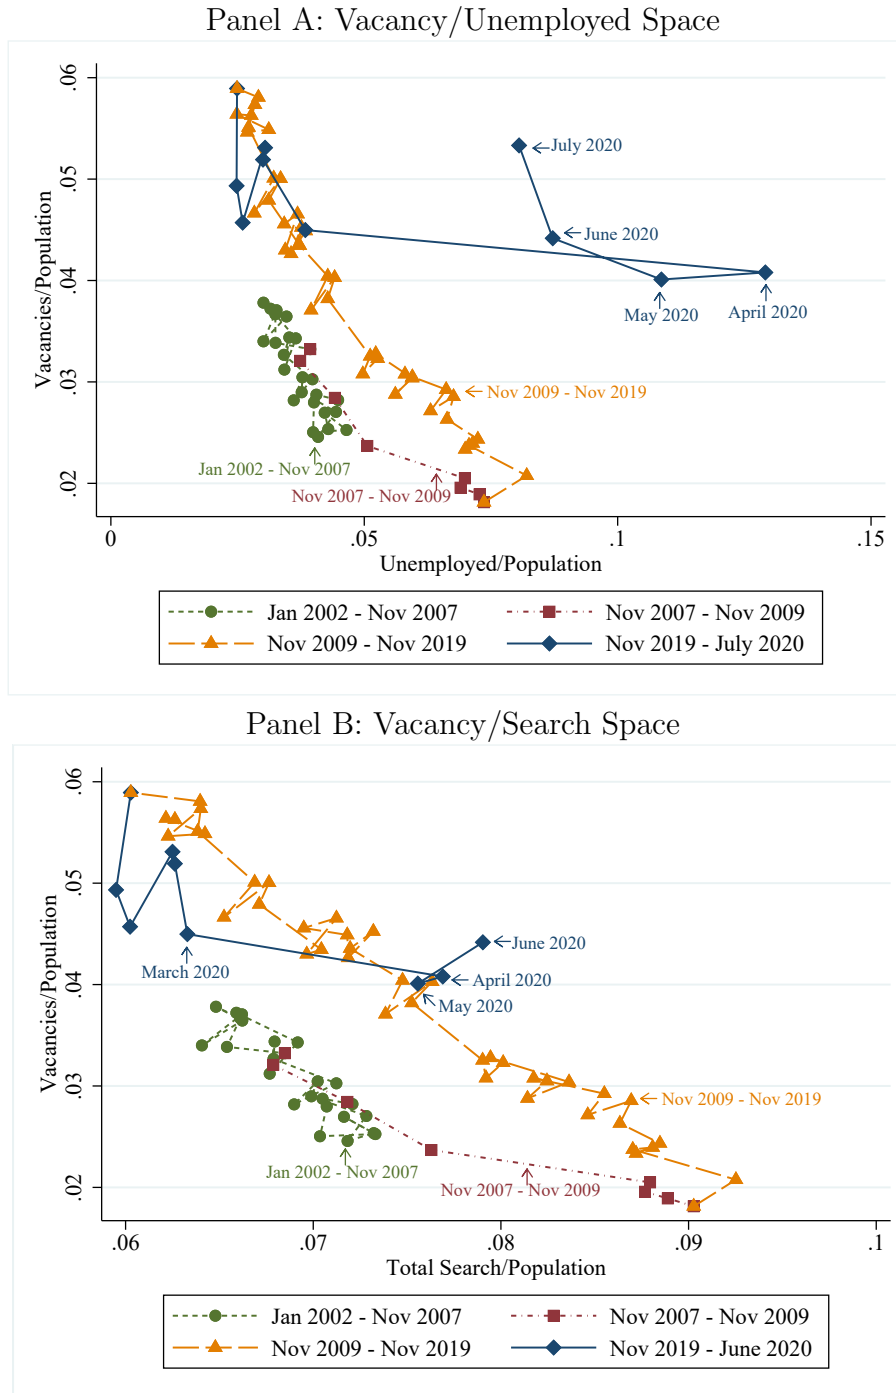 Panel A: Vacancy/Unemployed Space
.06
.05
.04
.03
.02
Vacancies/Population
July 2020
June 2020
May 2020
April 2020
Nov 2009 - Nov 2019
Jan 2002 - Nov 2007
Nov 2007 - Nov 2009
0
.05
.1
.15
Unemployed/Population
Jan 2002 - Nov 2007
Nov 2007 - Nov 2009
Nov 2009 - Nov 2019
Nov 2019 - July 2020
Panel B: Vacancy/Search Space
.06
.05
.04
.03
.02
Vacancies/Population
June 2020
March 2020
April 2020
May 2020
Nov 2009 - Nov 2019
Jan 2002 - Nov 2007
Nov 2007 - Nov 2009
.06
.07
.08
.09
.1
Total Search/Population
Jan 2002 - Nov 2007
Nov 2007 - Nov 2009
Nov 2009 - Nov 2019
Nov 2019 - June 2020